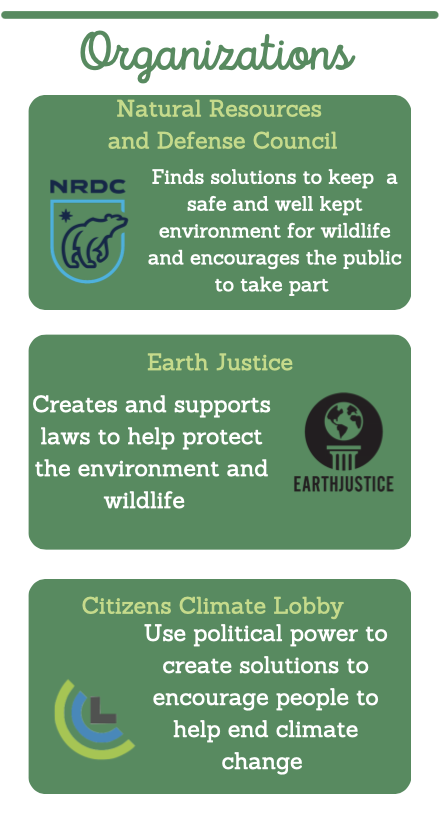 Organizations
Natural Resources
and Defense Council
NRDC
Finds solutions to keep a
safe and well kept
environment for wildlife
and encourages the public
to take part
Earth Justice
Creates and supports
laws to help protect
the environment and
wildlife
EARTHJUSTICE
Citizens Climate Lobby
Use political power to
create solutions to
encourage people to
help end climate
change